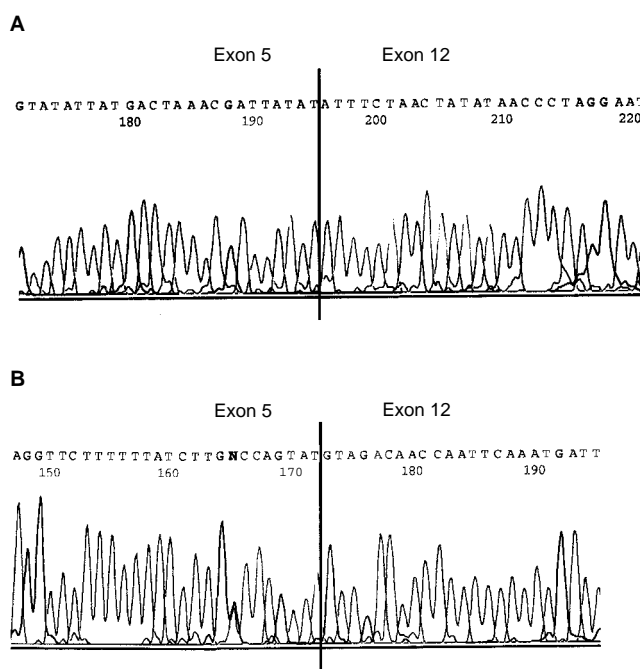 A
Exon 5 Exon 12
GTATATTATGACTAAACGATTATATATTTCTAACTATATAACCCTAGGAAT
180 190 200 210 220
B
Exon 5 Exon 12
AGGTTCTTTTTTATCTTGNCCAGTATGTAGACAACCAATTCAAATGATT
150 160 170 180 190